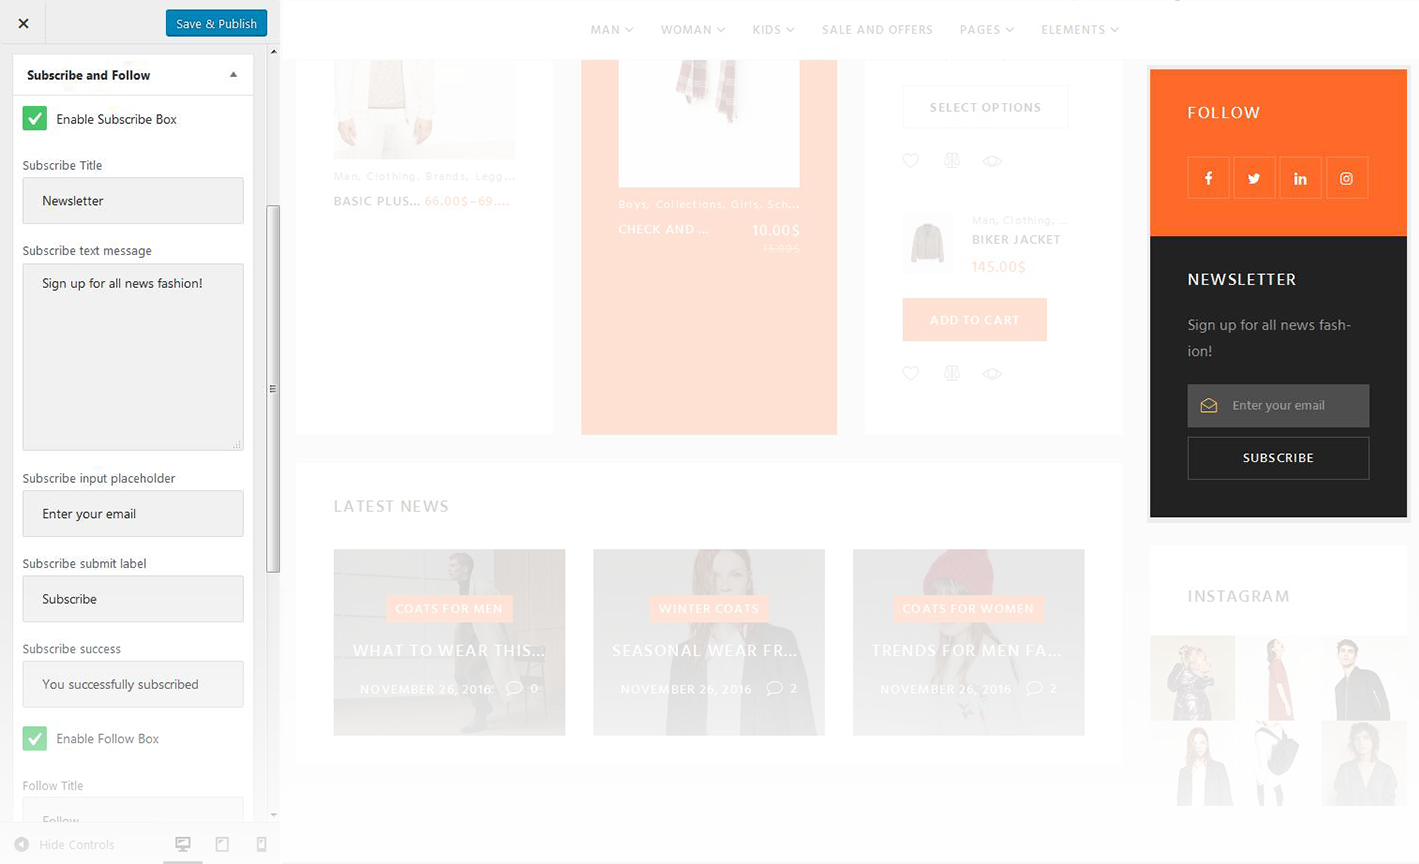 Save & Publish
Subscribe and Follow
Enable Subscribe Box
Subscribe Title
Newsletter
Subscribe text message
Sign up for all news fashion!
Subscribe input placeholder
Enter your email
Subscribe submit label
Subscribe
Subscribe success
You successfully subscribed
Enable Follow Box
Follow Title
Follow
Hide Controls
MAN WOMAN KIDS SALE AND OFFERS PAGES ELEMENTS
Man, Clothing, Brands, Legg...
BASIC PLUS... 66.00$–69....
Boys, Collections, Girls, Sch...
CHECK AND ... 10.00$
15.00$
SELECT OPTIONS
Man, Clothing, ...
BIKER JACKET
145.00$
ADD TO CART
LATEST NEWS
COATS FOR MEN
WHAT TO WEAR THIS...
NOVEMBER 26, 2016 0
WINTER COATS
SEASONAL WEAR FR...
NOVEMBER 26, 2016 2
COATS FOR WOMEN
TRENDS FOR MEN FA...
NOVEMBER 26, 2016 2
FOLLOW
NEWSLETTER
Sign up for all news fash-
ion!
Enter your email
SUBSCRIBE
INSTAGRAM